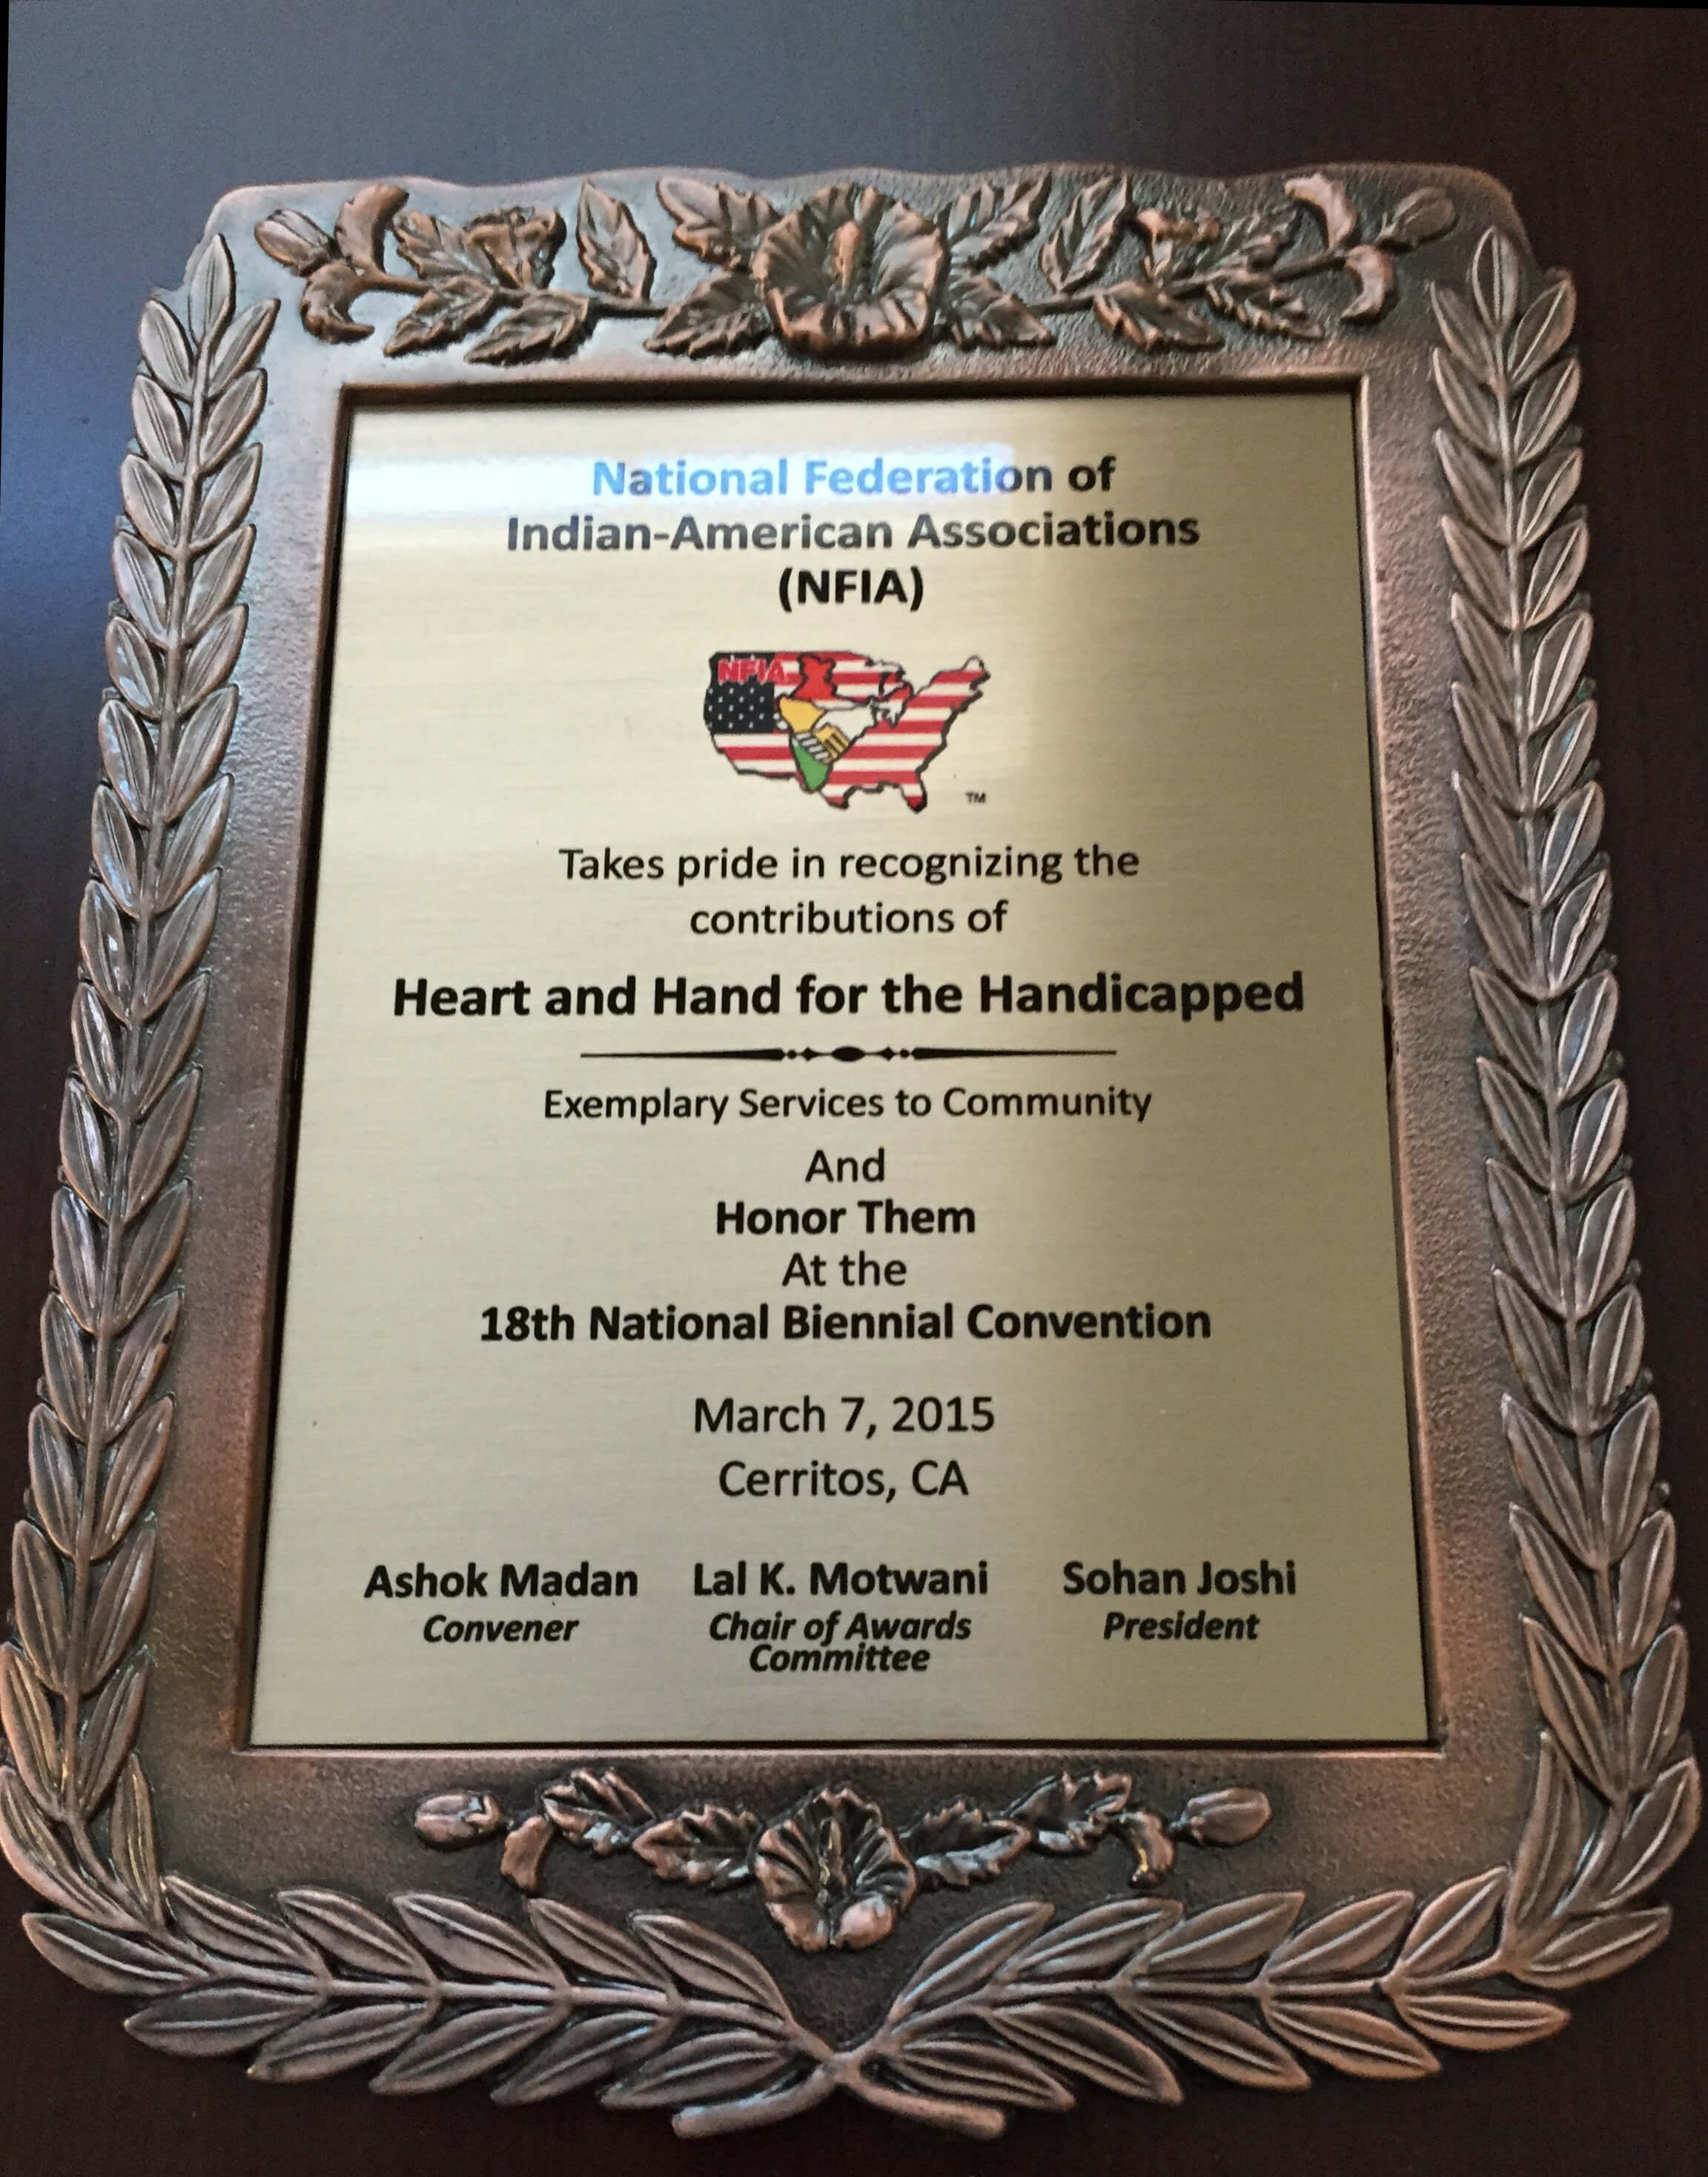 National Federation of
Indian-American Associations
(NFIA)
NFIA
TM
Takes pride in recognizing the
contributions of
Heart and Hand for the Handicapped
Exemplary Services to Community
And
Honor Them
At the
18th National Biennial Convention
March 7, 2015
Cerritos, CA
Ashok Madan Lal K. Motwani Sohan Joshi
Convener Chair of Awards President
Committee